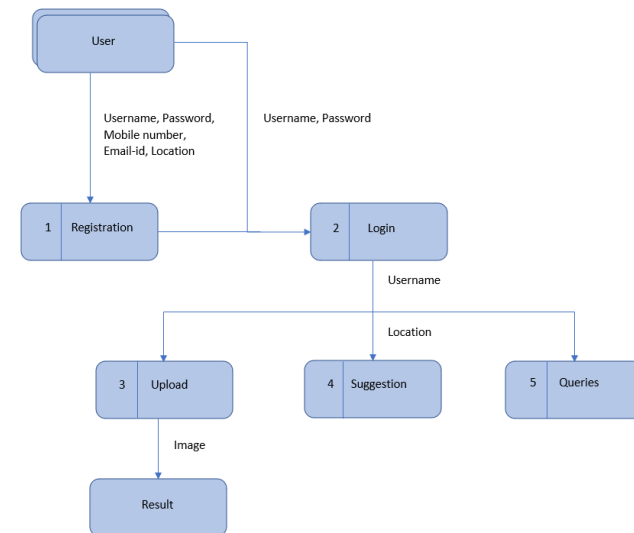 User
Username, Password,
Mobile number,
Email-id, Location
Username, Password
1 Registration
2 Login
Username
Location
3 Upload
4 Suggestion
5 Queries
Image
Result